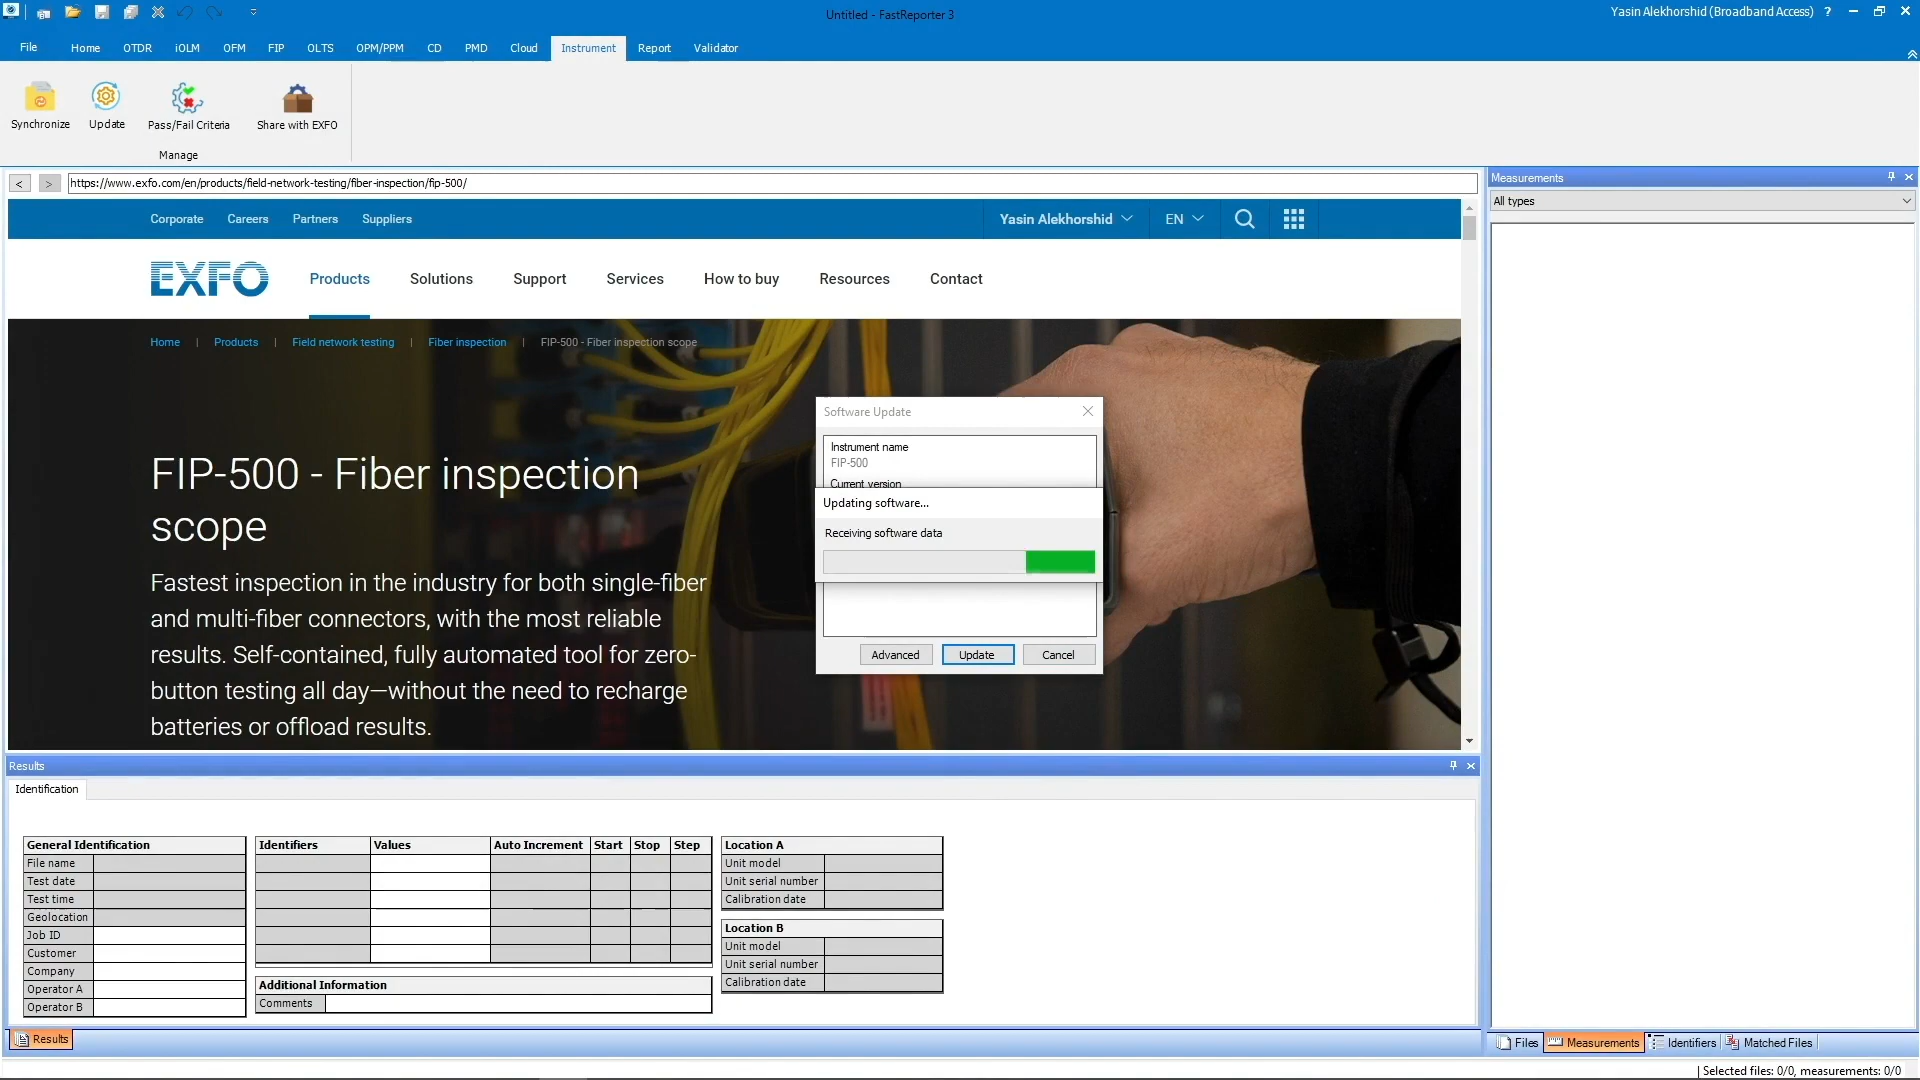 Untitled - FastReporter 3
Yasin Alekhorshid (Broadband Access) ?
File Home OTDR iOLM OFM FIP OLTS OPM/PPM CD PMD Cloud Instrument Report Validator
Synchronize Update Pass/Fail Criteria Share with EXFO
Manage
< > https://www.exfo.com/en/products/field-network-testing/fiber-inspection/fip-500/
Corporate Careers Partners Suppliers Yasin Alekhorshid EN
EXFO Products Solutions Support Services How to buy Resources Contact
Home | Products | Field network testing | Fiber inspection | FIP-500 - Fiber inspection scope
FIP-500 - Fiber inspection
scope
Fastest inspection in the industry for both single-fiber
and multi-fiber connectors, with the most reliable
results. Self-contained, fully automated tool for zero-
button testing all day—without the need to recharge
batteries or offload results.
Software Update
Instrument name
FIP-500
Current version
Updating software...
Receiving software data
Advanced Update Cancel
Measurements
All types
Results
Identification
General Identification
File name
Test date
Test time
Geolocation
Job ID
Customer
Company
Operator A
Operator B
Identifiers Values Auto Increment Start Stop Step
Additional Information
Comments
Location A
Unit model
Unit serial number
Calibration date
Location B
Unit model
Unit serial number
Calibration date
Results
Files Measurements Identifiers Matched Files
Selected files: 0/0, measurements: 0/0